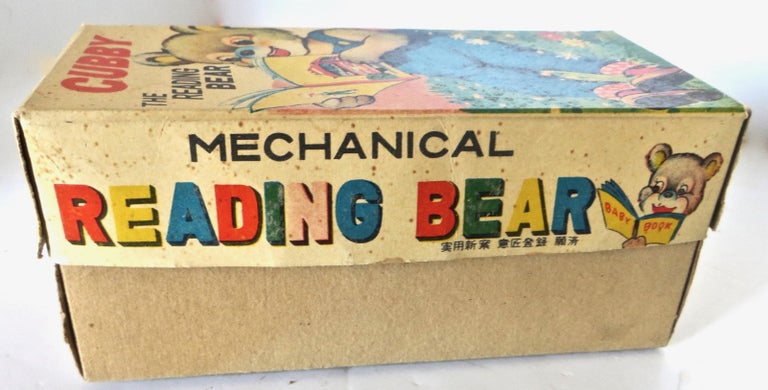 CUBBY
THE
READING
BEAR
MECHANICAL
READING BEAR
BABY BOOK
実用新案 意匠登録 願済